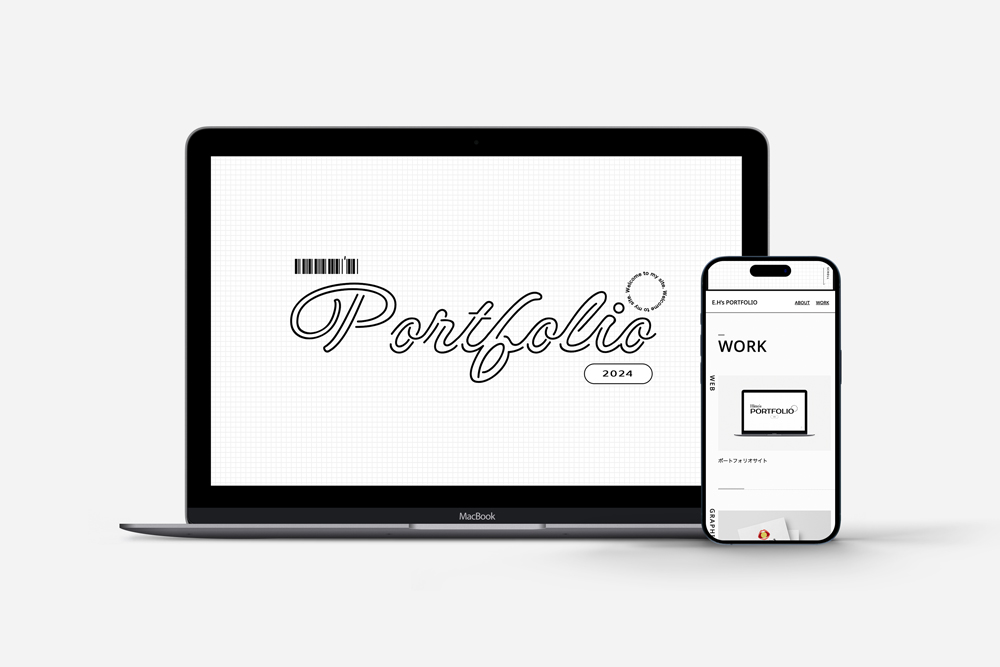 Portfolio
Welcome to my site. Welcome to my site.
2024
MacBook
E.H's PORTFOLIO
ABOUT
WORK
WORK
WEB
PORTFOLIO
ポートフォリオサイト